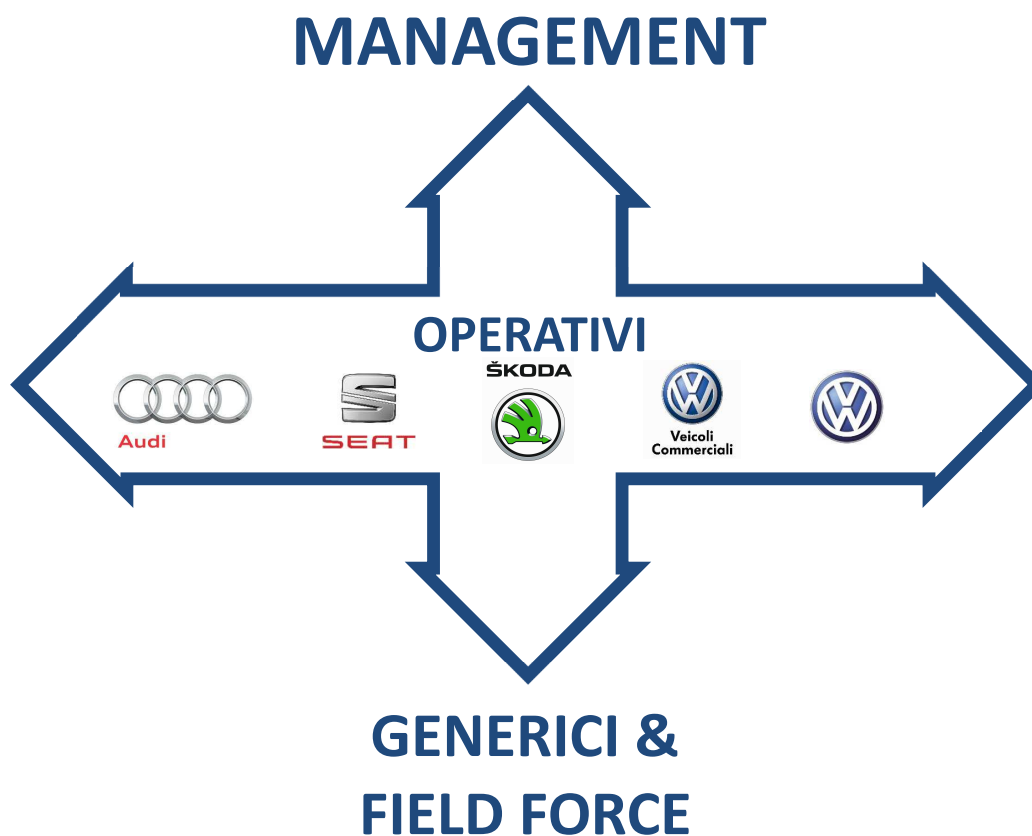 MANAGEMENT
OPERATIVI
ŠKODA
Audi
SEAT
Veicoli
Commerciali
GENERICI &
FIELD FORCE